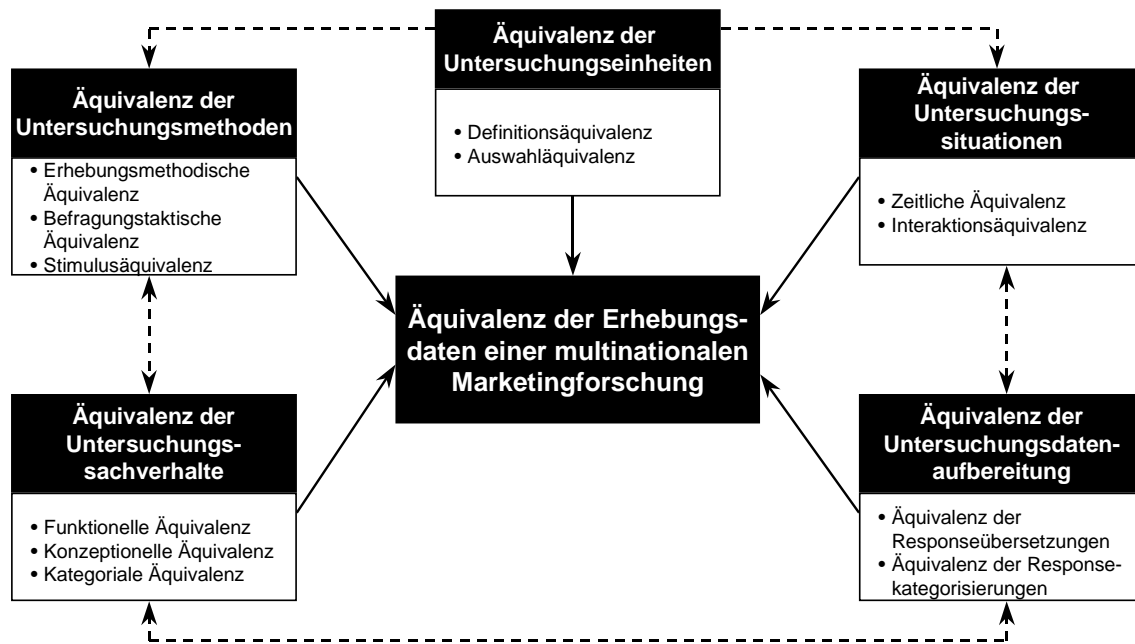 Äquivalenz der
Untersuchungseinheiten
• Definitionsäquivalenz
• Auswahläquivalenz
Äquivalenz der
Untersuchungsmethoden
• Erhebungsmethodische
Äquivalenz
• Befragungstaktische
Äquivalenz
• Stimulusäquivalenz
Äquivalenz der
Untersuchungs-
situationen
• Zeitliche Äquivalenz
• Interaktionsäquivalenz
Äquivalenz der Erhebungs-
daten einer multinationalen
Marketingforschung
Äquivalenz der
Untersuchungs-
sachverhalte
• Funktionelle Äquivalenz
• Konzeptionelle Äquivalenz
• Kategoriale Äquivalenz
Äquivalenz der
Untersuchungsdaten-
aufbereitung
• Äquivalenz der
Responseübersetzungen
• Äquivalenz der Response-
kategorisierungen